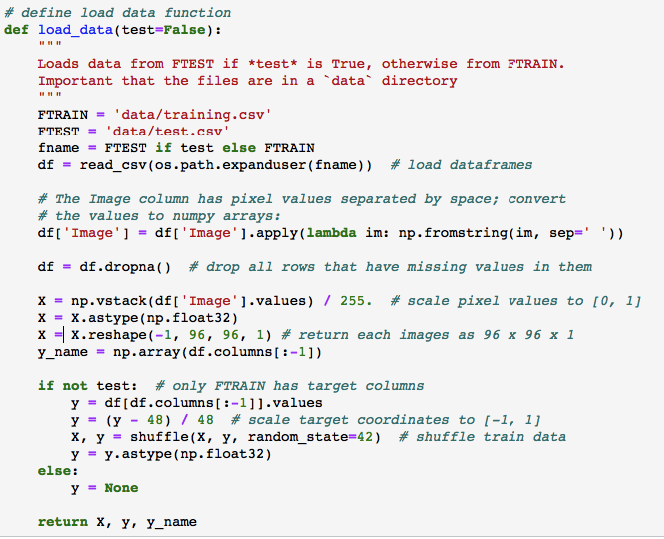 # define load data function
def load_data(test=False):
"""
Loads data from FTEST if *test* is True, otherwise from FTRAIN.
Important that the files are in a `data` directory
"""
FTRAIN = 'data/training.csv'
FTEST = 'data/test.csv'
fname = FTEST if test else FTRAIN
df = read_csv(os.path.expanduser(fname))  # load dataframes
# The Image column has pixel values separated by space; convert
# the values to numpy arrays:
df['Image'] = df['Image'].apply(lambda im: np.fromstring(im, sep=' '))
df = df.dropna()  # drop all rows that have missing values in them
X = np.vstack(df['Image'].values) / 255.  # scale pixel values to [0, 1]
X = X.astype(np.float32)
X = X.reshape(-1, 96, 96, 1) # return each images as 96 x 96 x 1
y_name = np.array(df.columns[:-1])
if not test:  # only FTRAIN has target columns
y = df[df.columns[:-1]].values
y = (y - 48) / 48  # scale target coordinates to [-1, 1]
X, y = shuffle(X, y, random_state=42)  # shuffle train data
y = y.astype(np.float32)
else:
y = None
return X, y, y_name